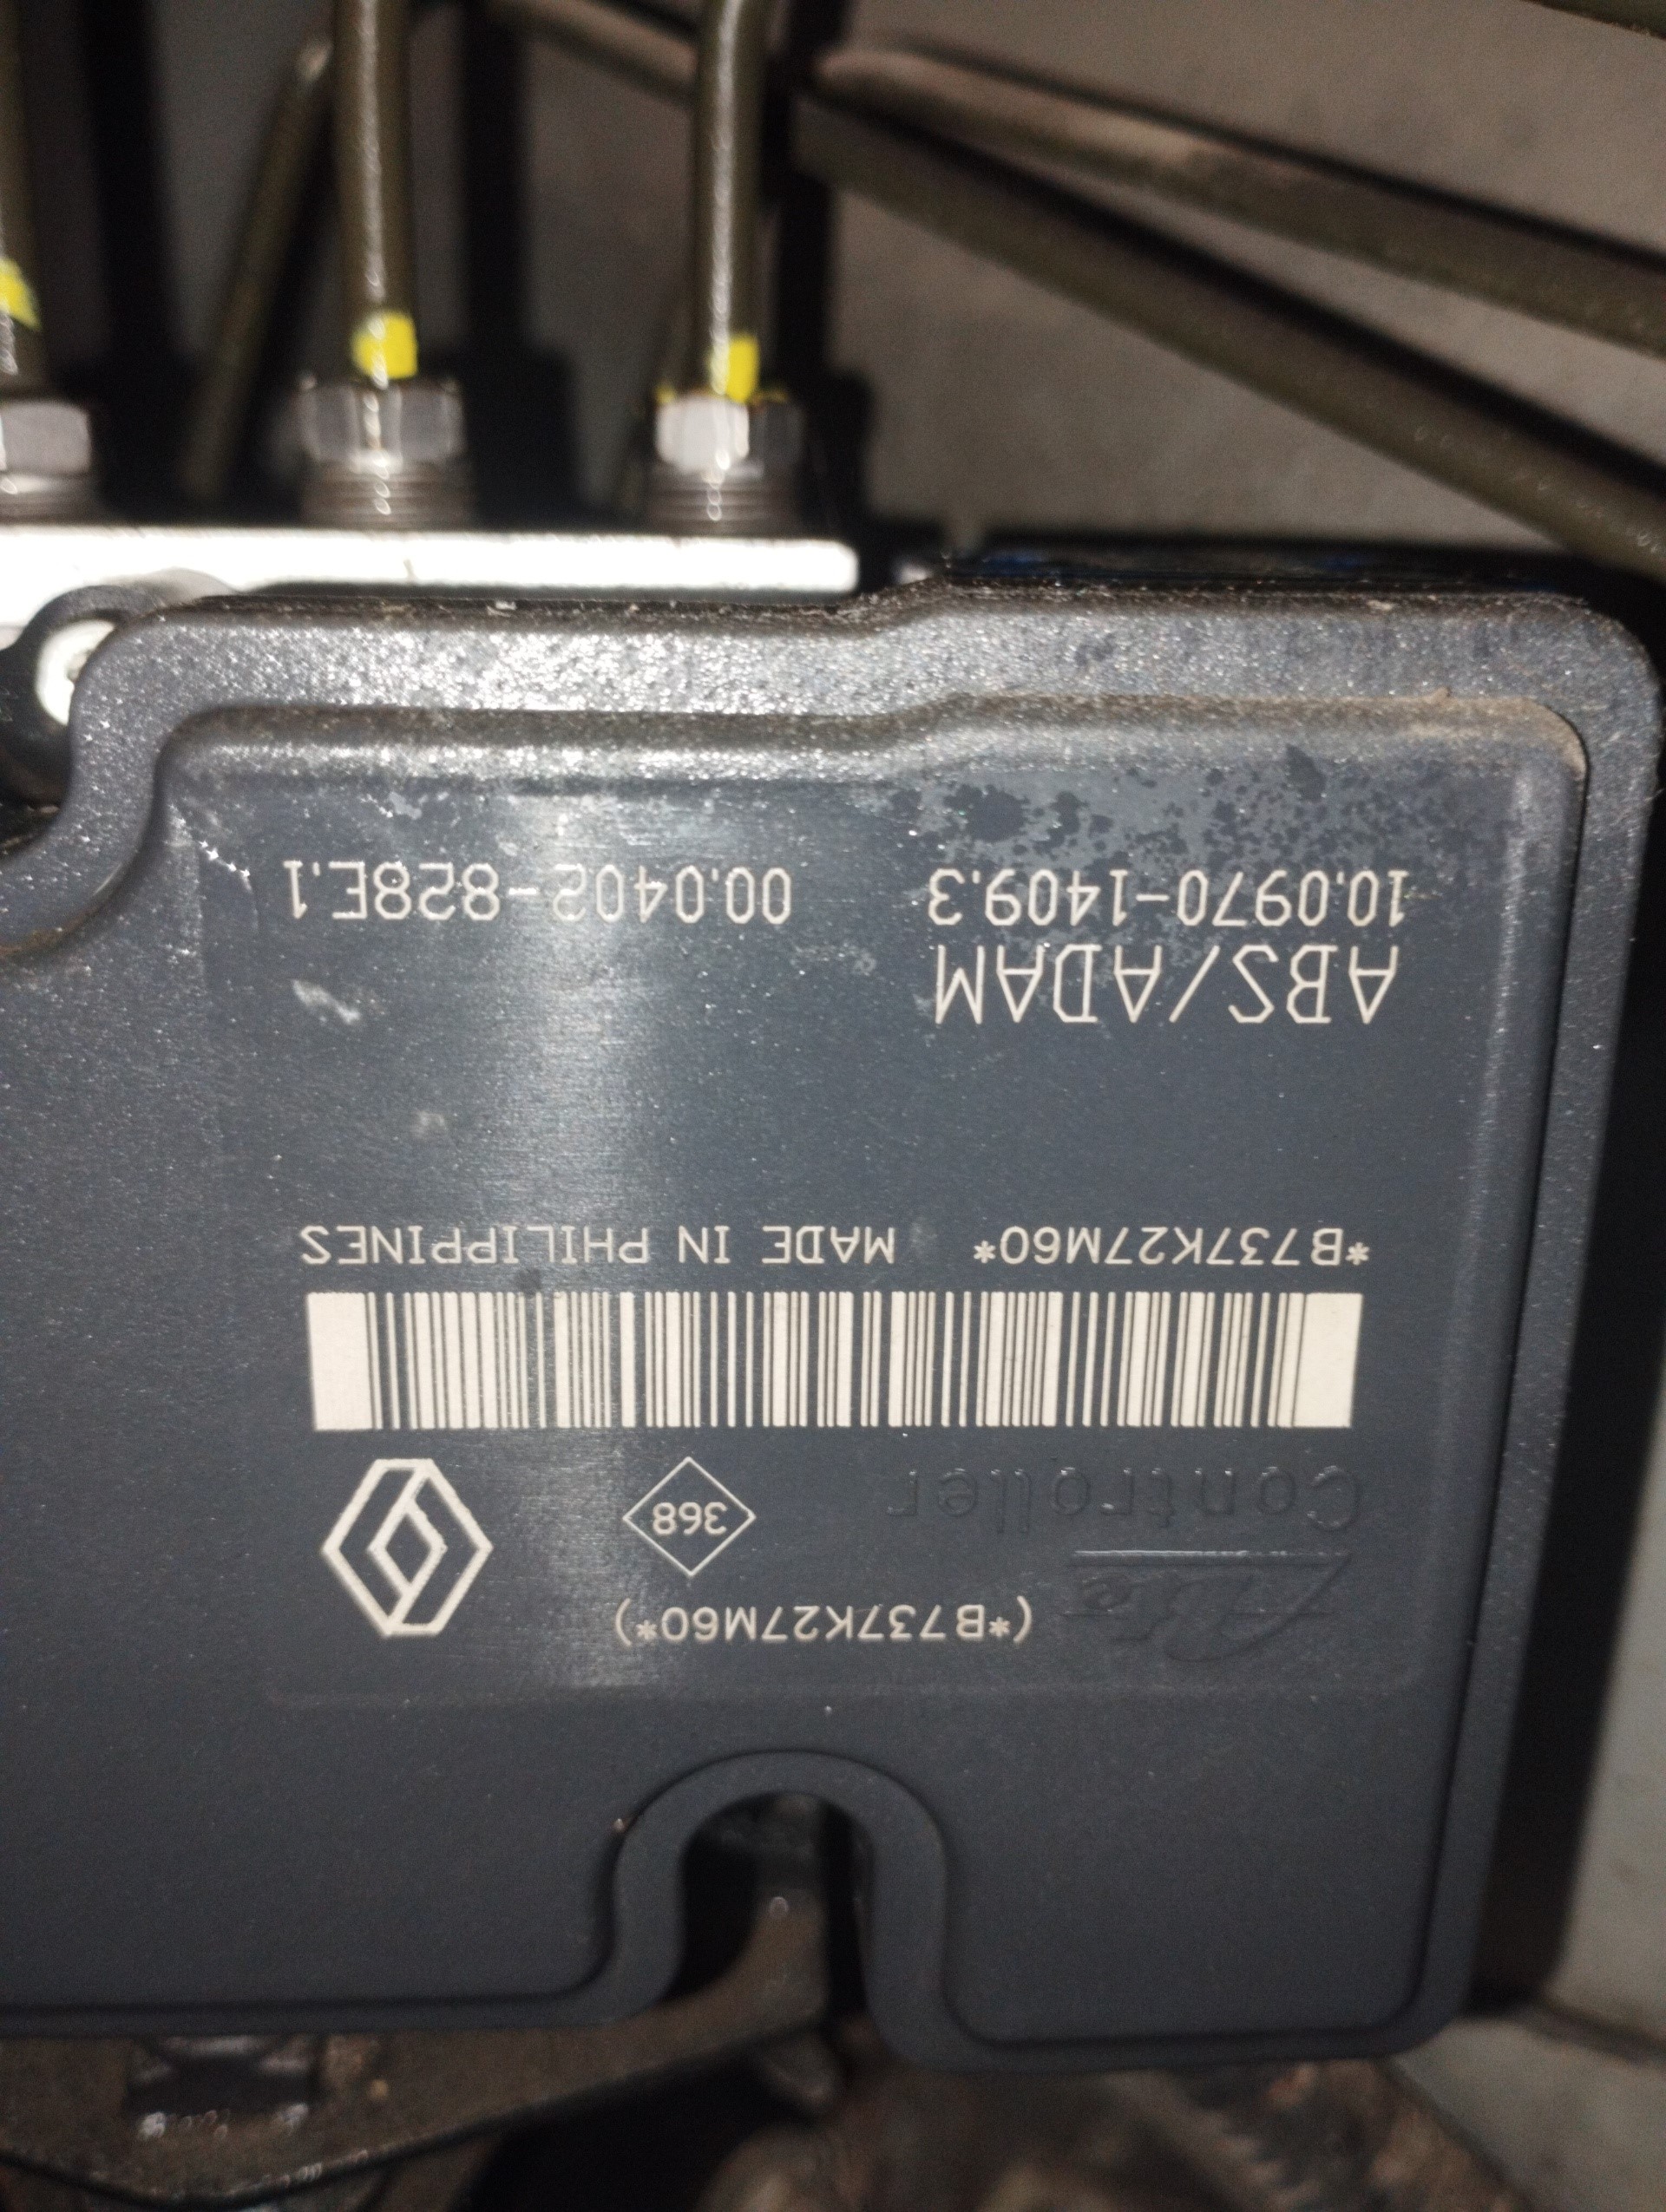 (*B737K27M60*)
Ate
Controller
368
*B737K27M60* MADE IN PHILIPPINES
ABS/ADAM
10.0970-1409.3 00.0402-828E.1